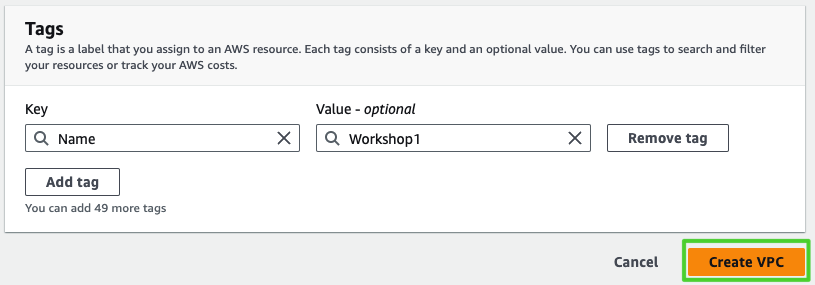 Tags
A tag is a label that you assign to an AWS resource. Each tag consists of a key and an optional value. You can use tags to search and filter
your resources or track your AWS costs.
Key
Value - optional
Name
Workshop1
Remove tag
Add tag
You can add 49 more tags
Cancel
Create VPC